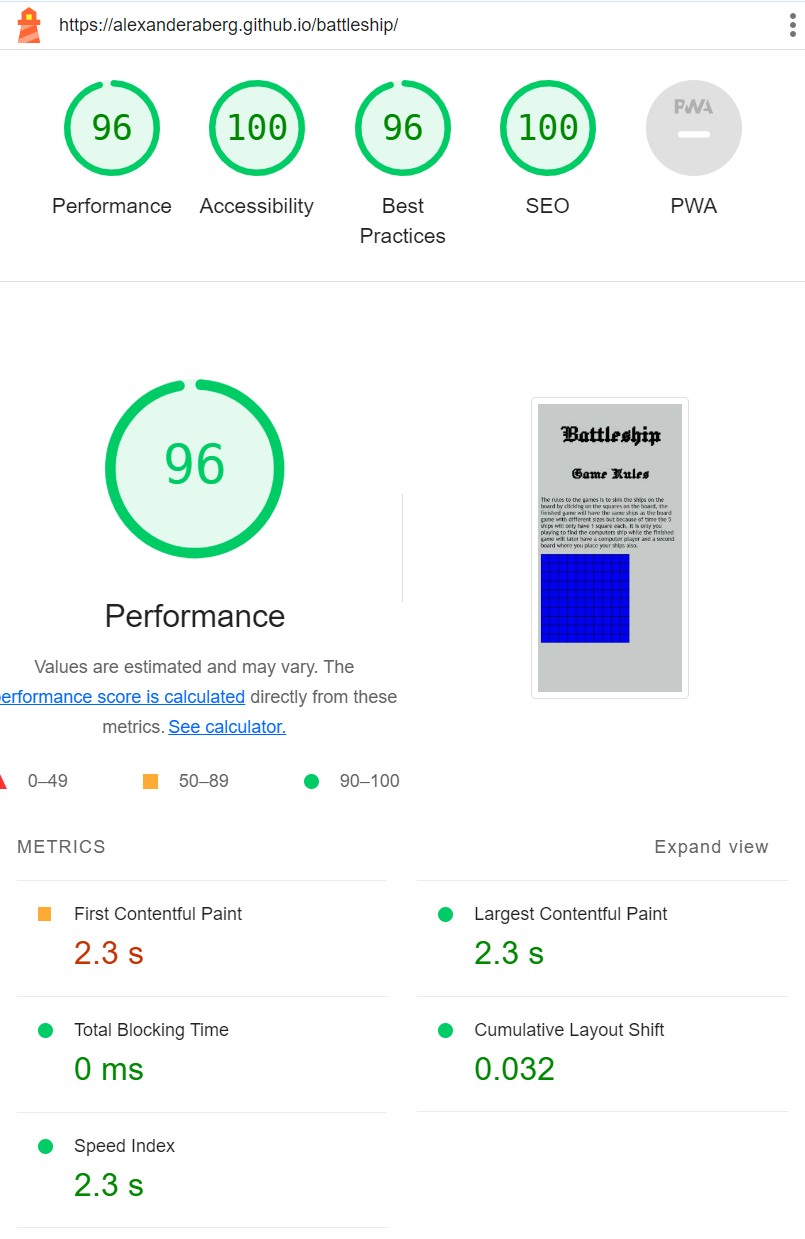 https://alexanderaberg.github.io/battleship/
96
100
96
100
PWA
Performance
Accessibility
Best
Practices
SEO
PWA
96
Performance
Values are estimated and may vary. The
performance score is calculated directly from these
metrics. See calculator.
0–49
50–89
90–100
Battleship
Game Rules
The rules to the games is to sink the ships on the
board by clicking on the squares on the board, the
finished game will have the same ships as the board
game with different sizes but because of time the 5
ships will only have 1 square each, it is only you
playing to find the computers ship while the finished
game will later have a computer player and a second
board where you place your ships also.
METRICS
Expand view
First Contentful Paint
2.3 s
Largest Contentful Paint
2.3 s
Total Blocking Time
0 ms
Cumulative Layout Shift
0.032
Speed Index
2.3 s